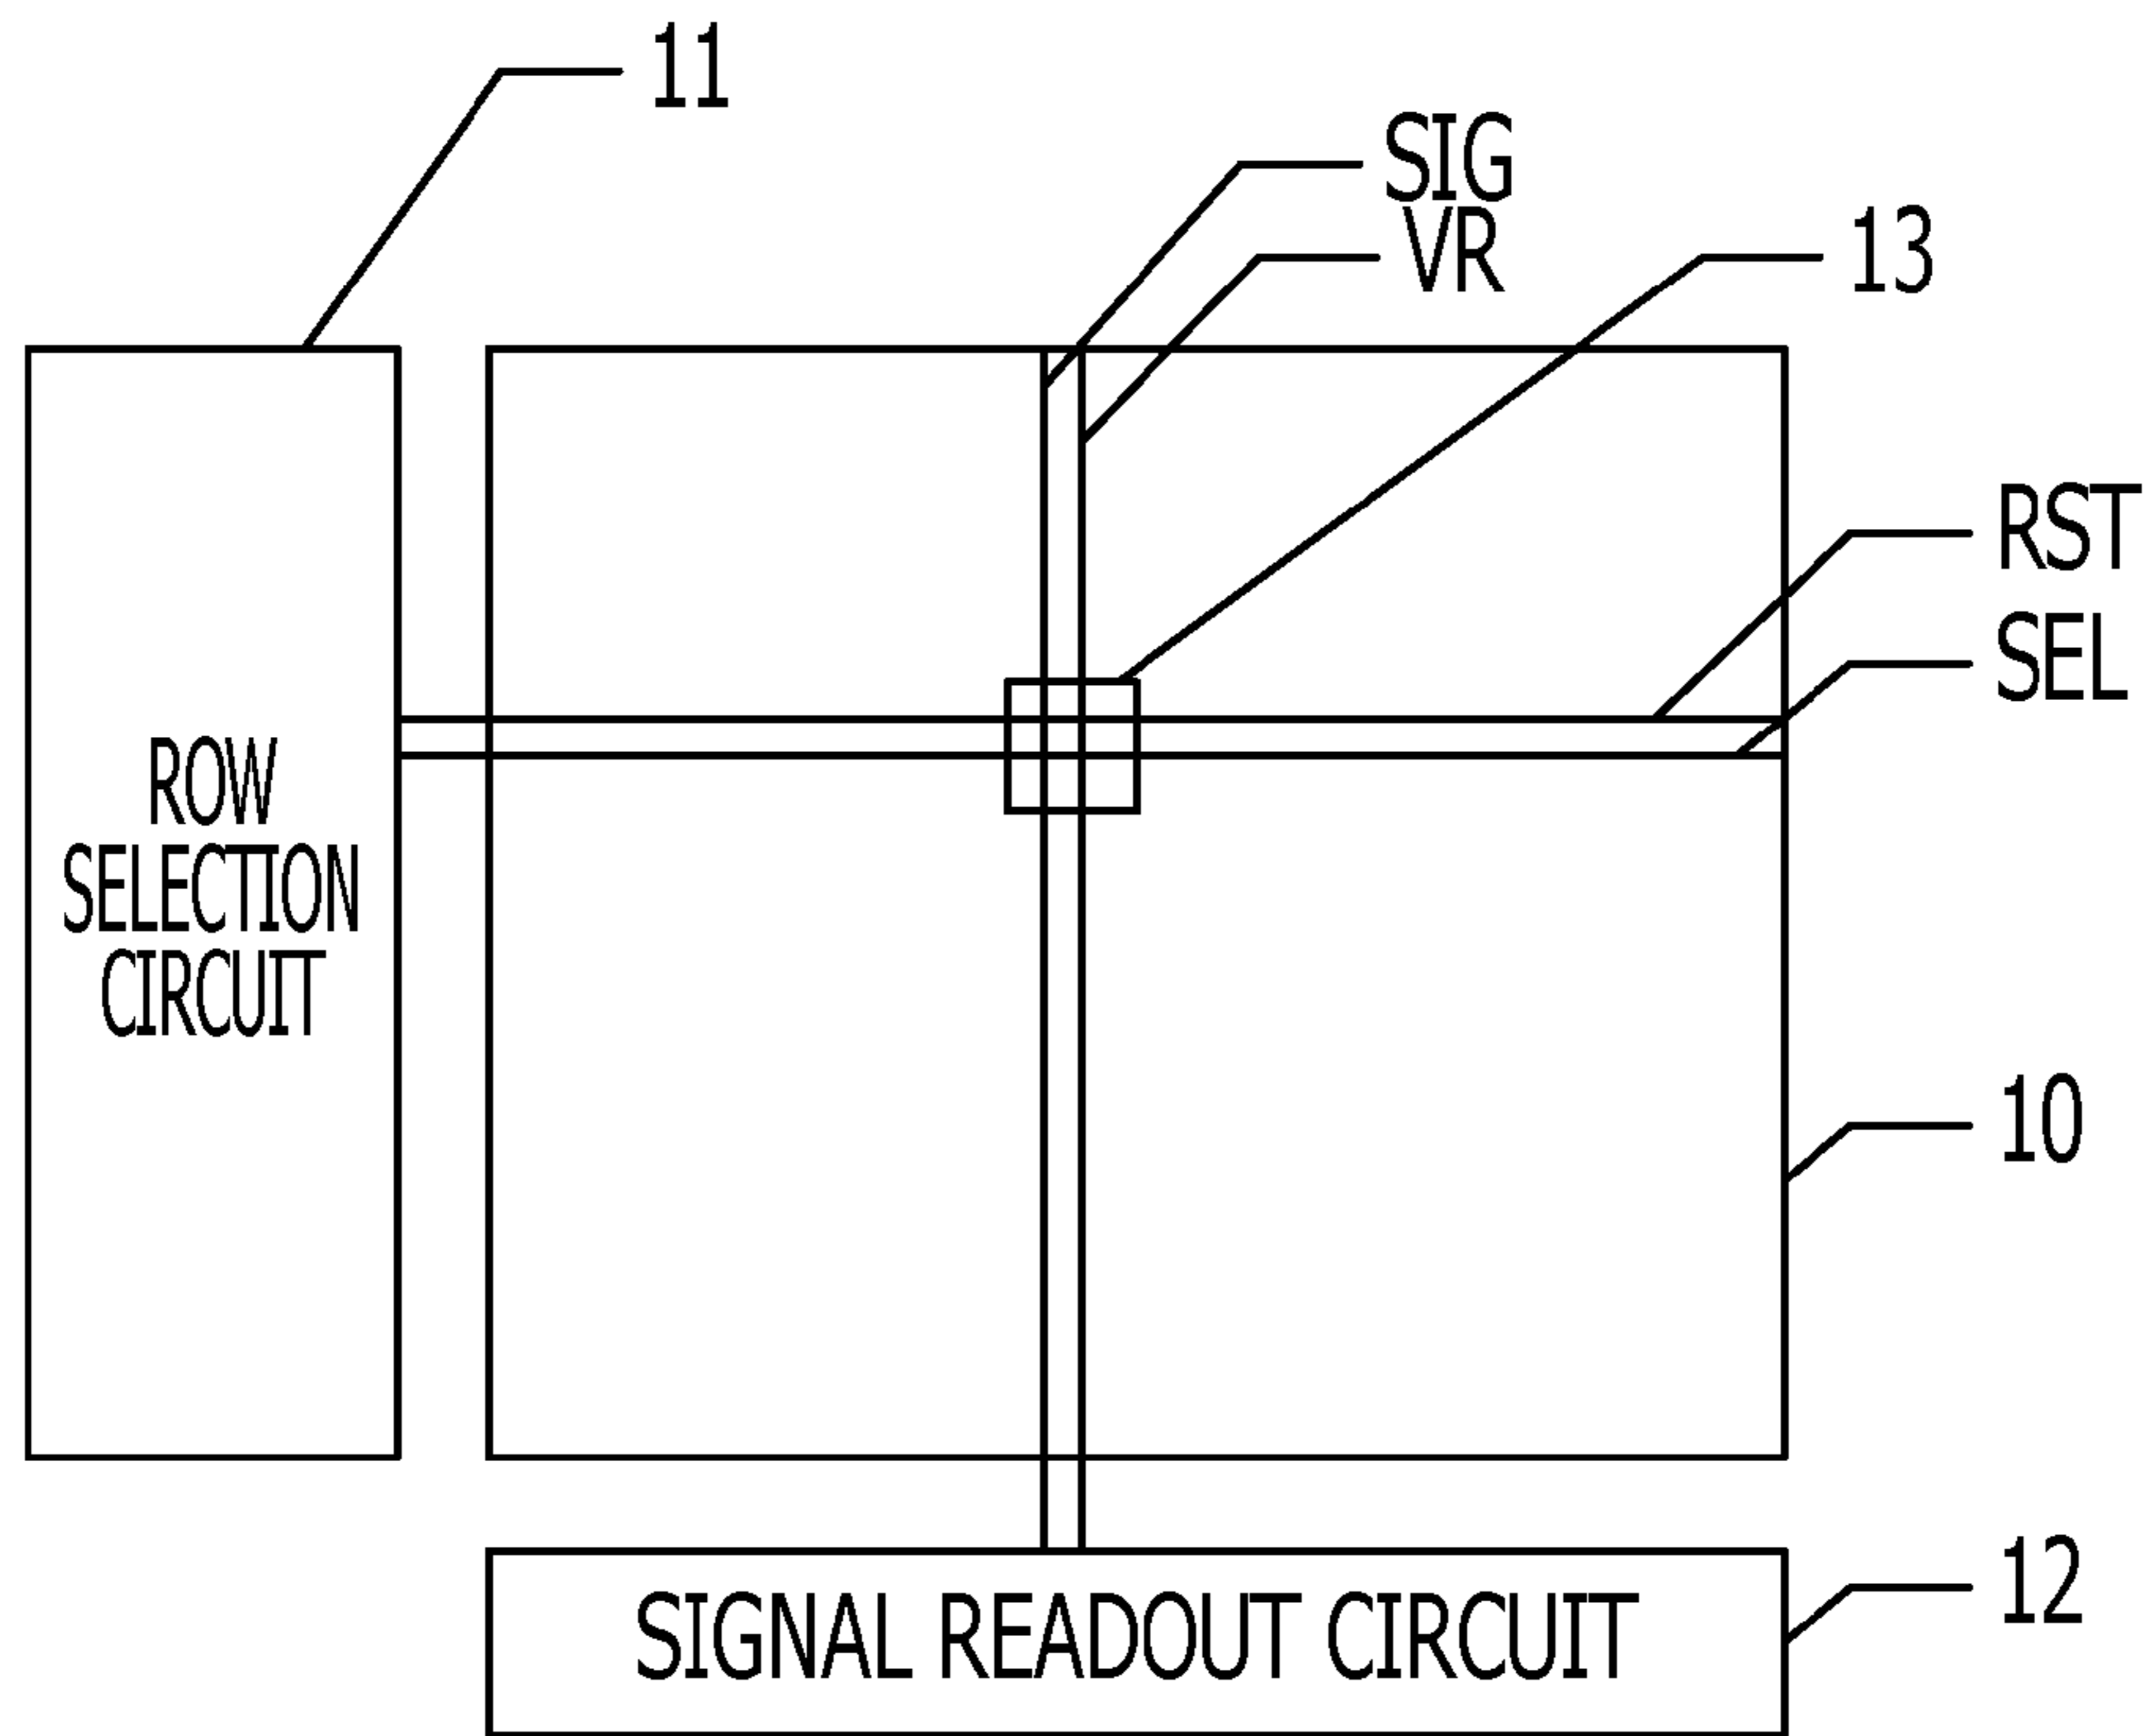 11
SIG
VR
13
RST
SEL
ROW
SELECTION
CIRCUIT
10
12
SIGNAL READOUT CIRCUIT